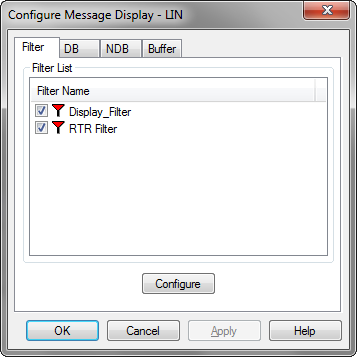 Configure Message Display - LIN
Filter DB NDB Buffer
Filter List
Filter Name
Display_Filter
RTR Filter
Configure
OK Cancel Apply Help